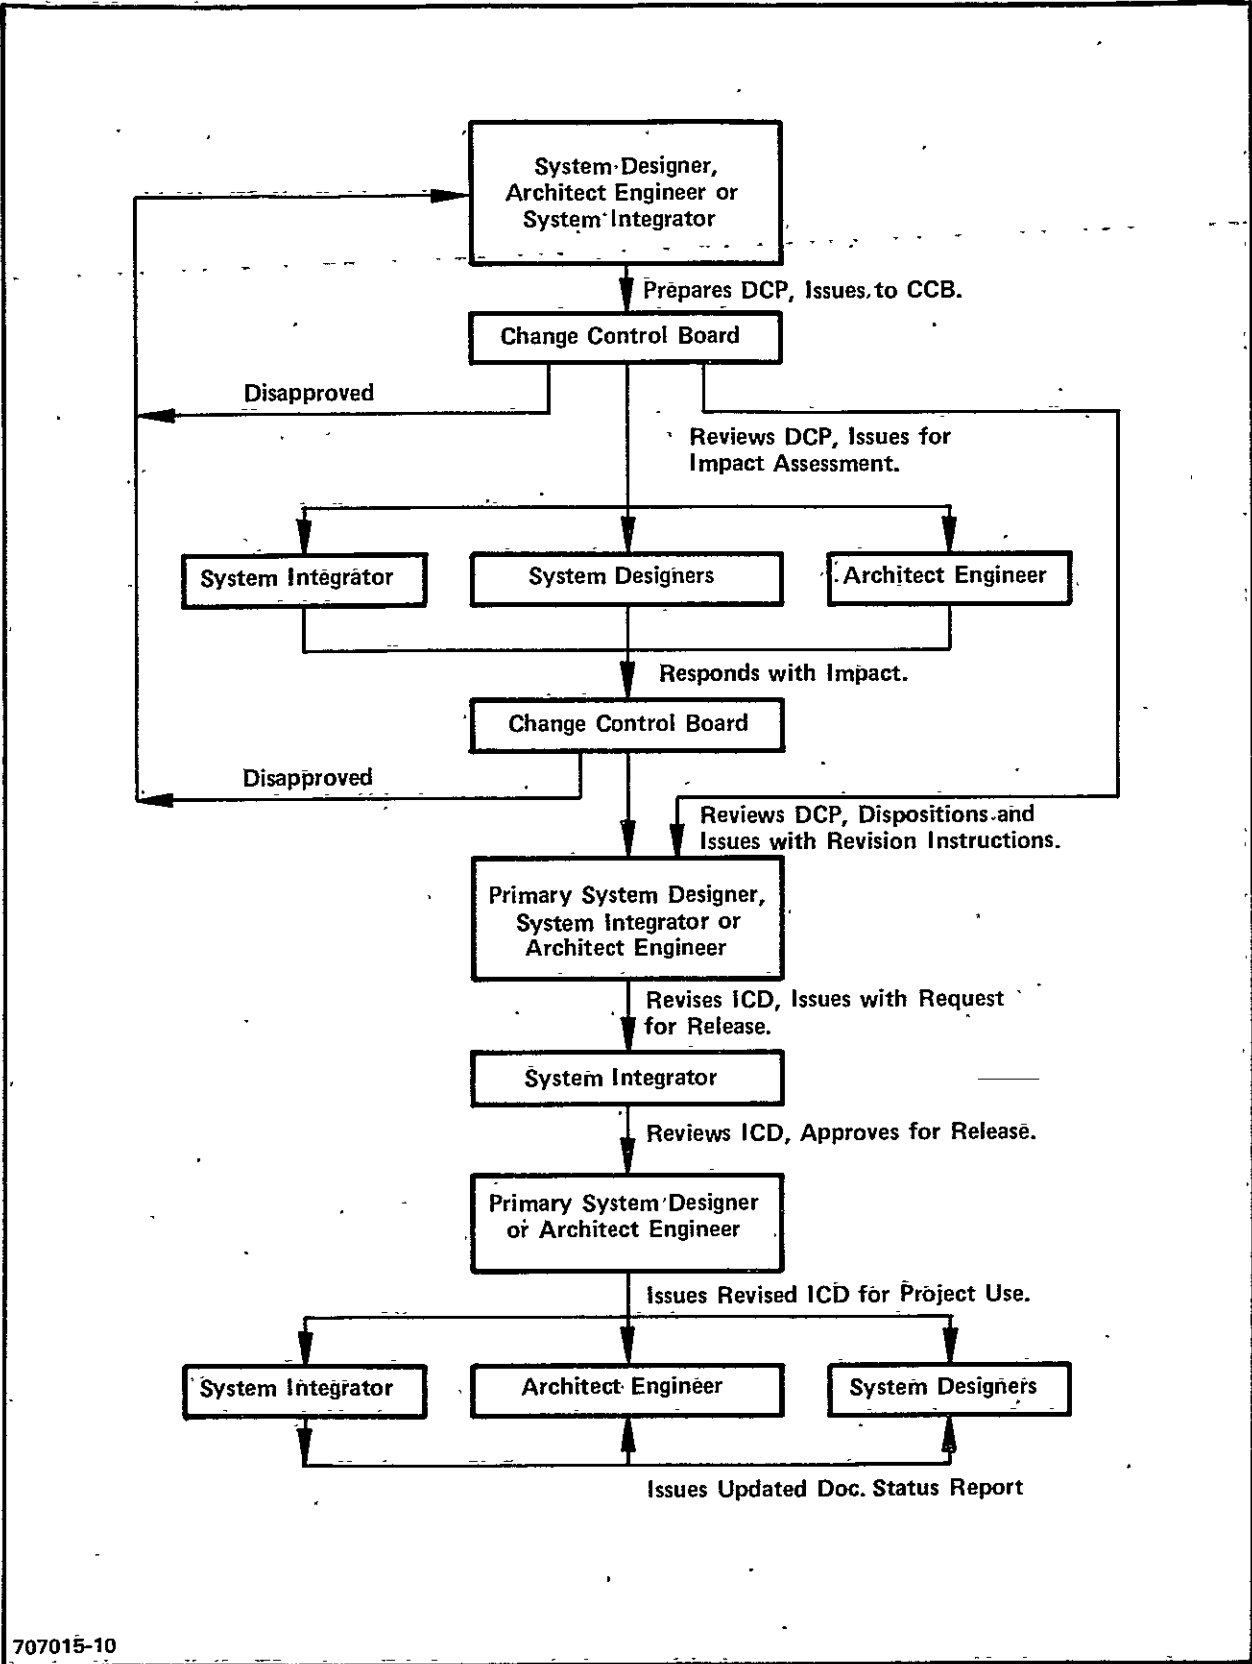 System Designer,
Architect Engineer or
System Integrator
Prepares DCP, Issues to CCB.
Change Control Board
Disapproved
Reviews DCP, Issues for
Impact Assessment.
System Integrator
System Designers
Architect Engineer
Responds with Impact.
Change Control Board
Disapproved
Reviews DCP, Dispositions and
Issues with Revision Instructions.
Primary System Designer,
System Integrator or
Architect Engineer
Revises ICD, Issues with Request
for Release.
System Integrator
Reviews ICD, Approves for Release.
Primary System Designer
or Architect Engineer
Issues Revised ICD for Project Use.
System Integrator
Architect Engineer
System Designers
Issues Updated Doc. Status Report
707015-10